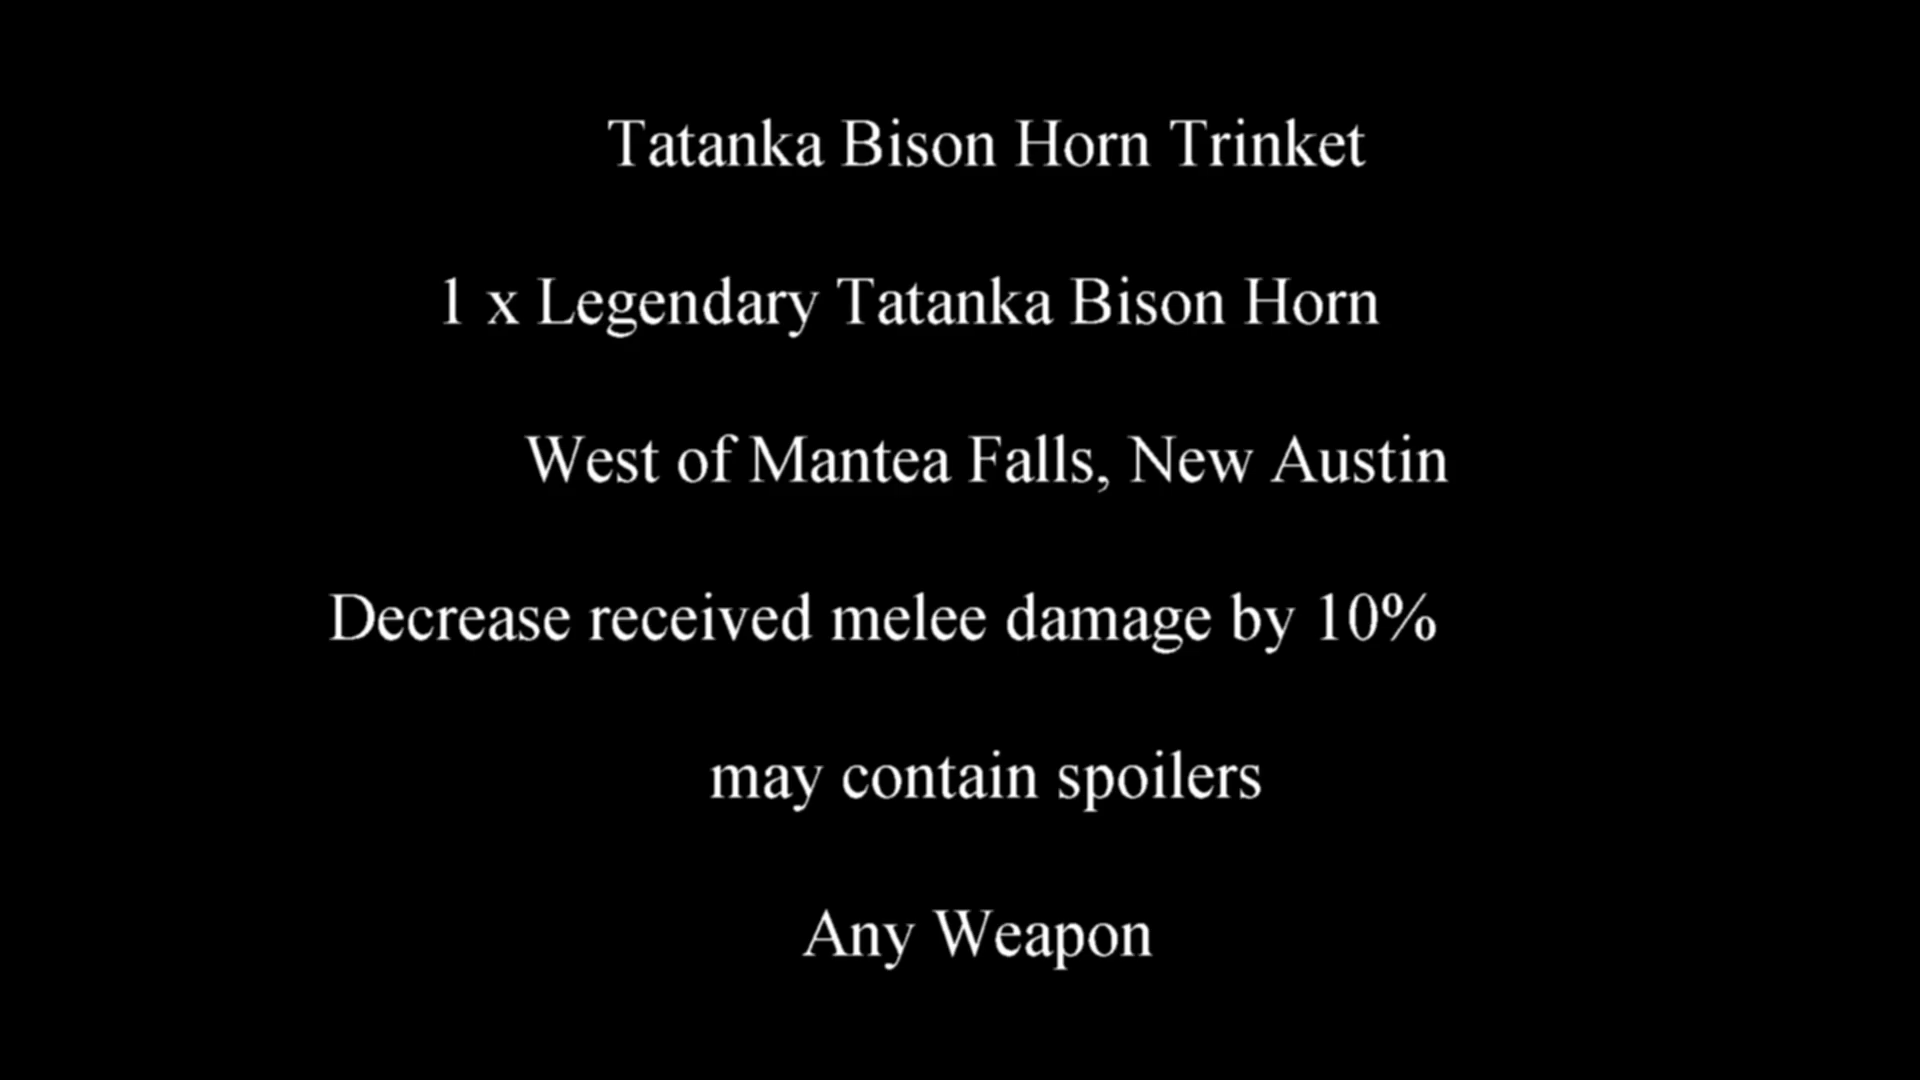 Tatanka Bison Horn Trinket
1 x Legendary Tatanka Bison Horn
West of Mantea Falls, New Austin
Decrease received melee damage by 10%
may contain spoilers
Any Weapon